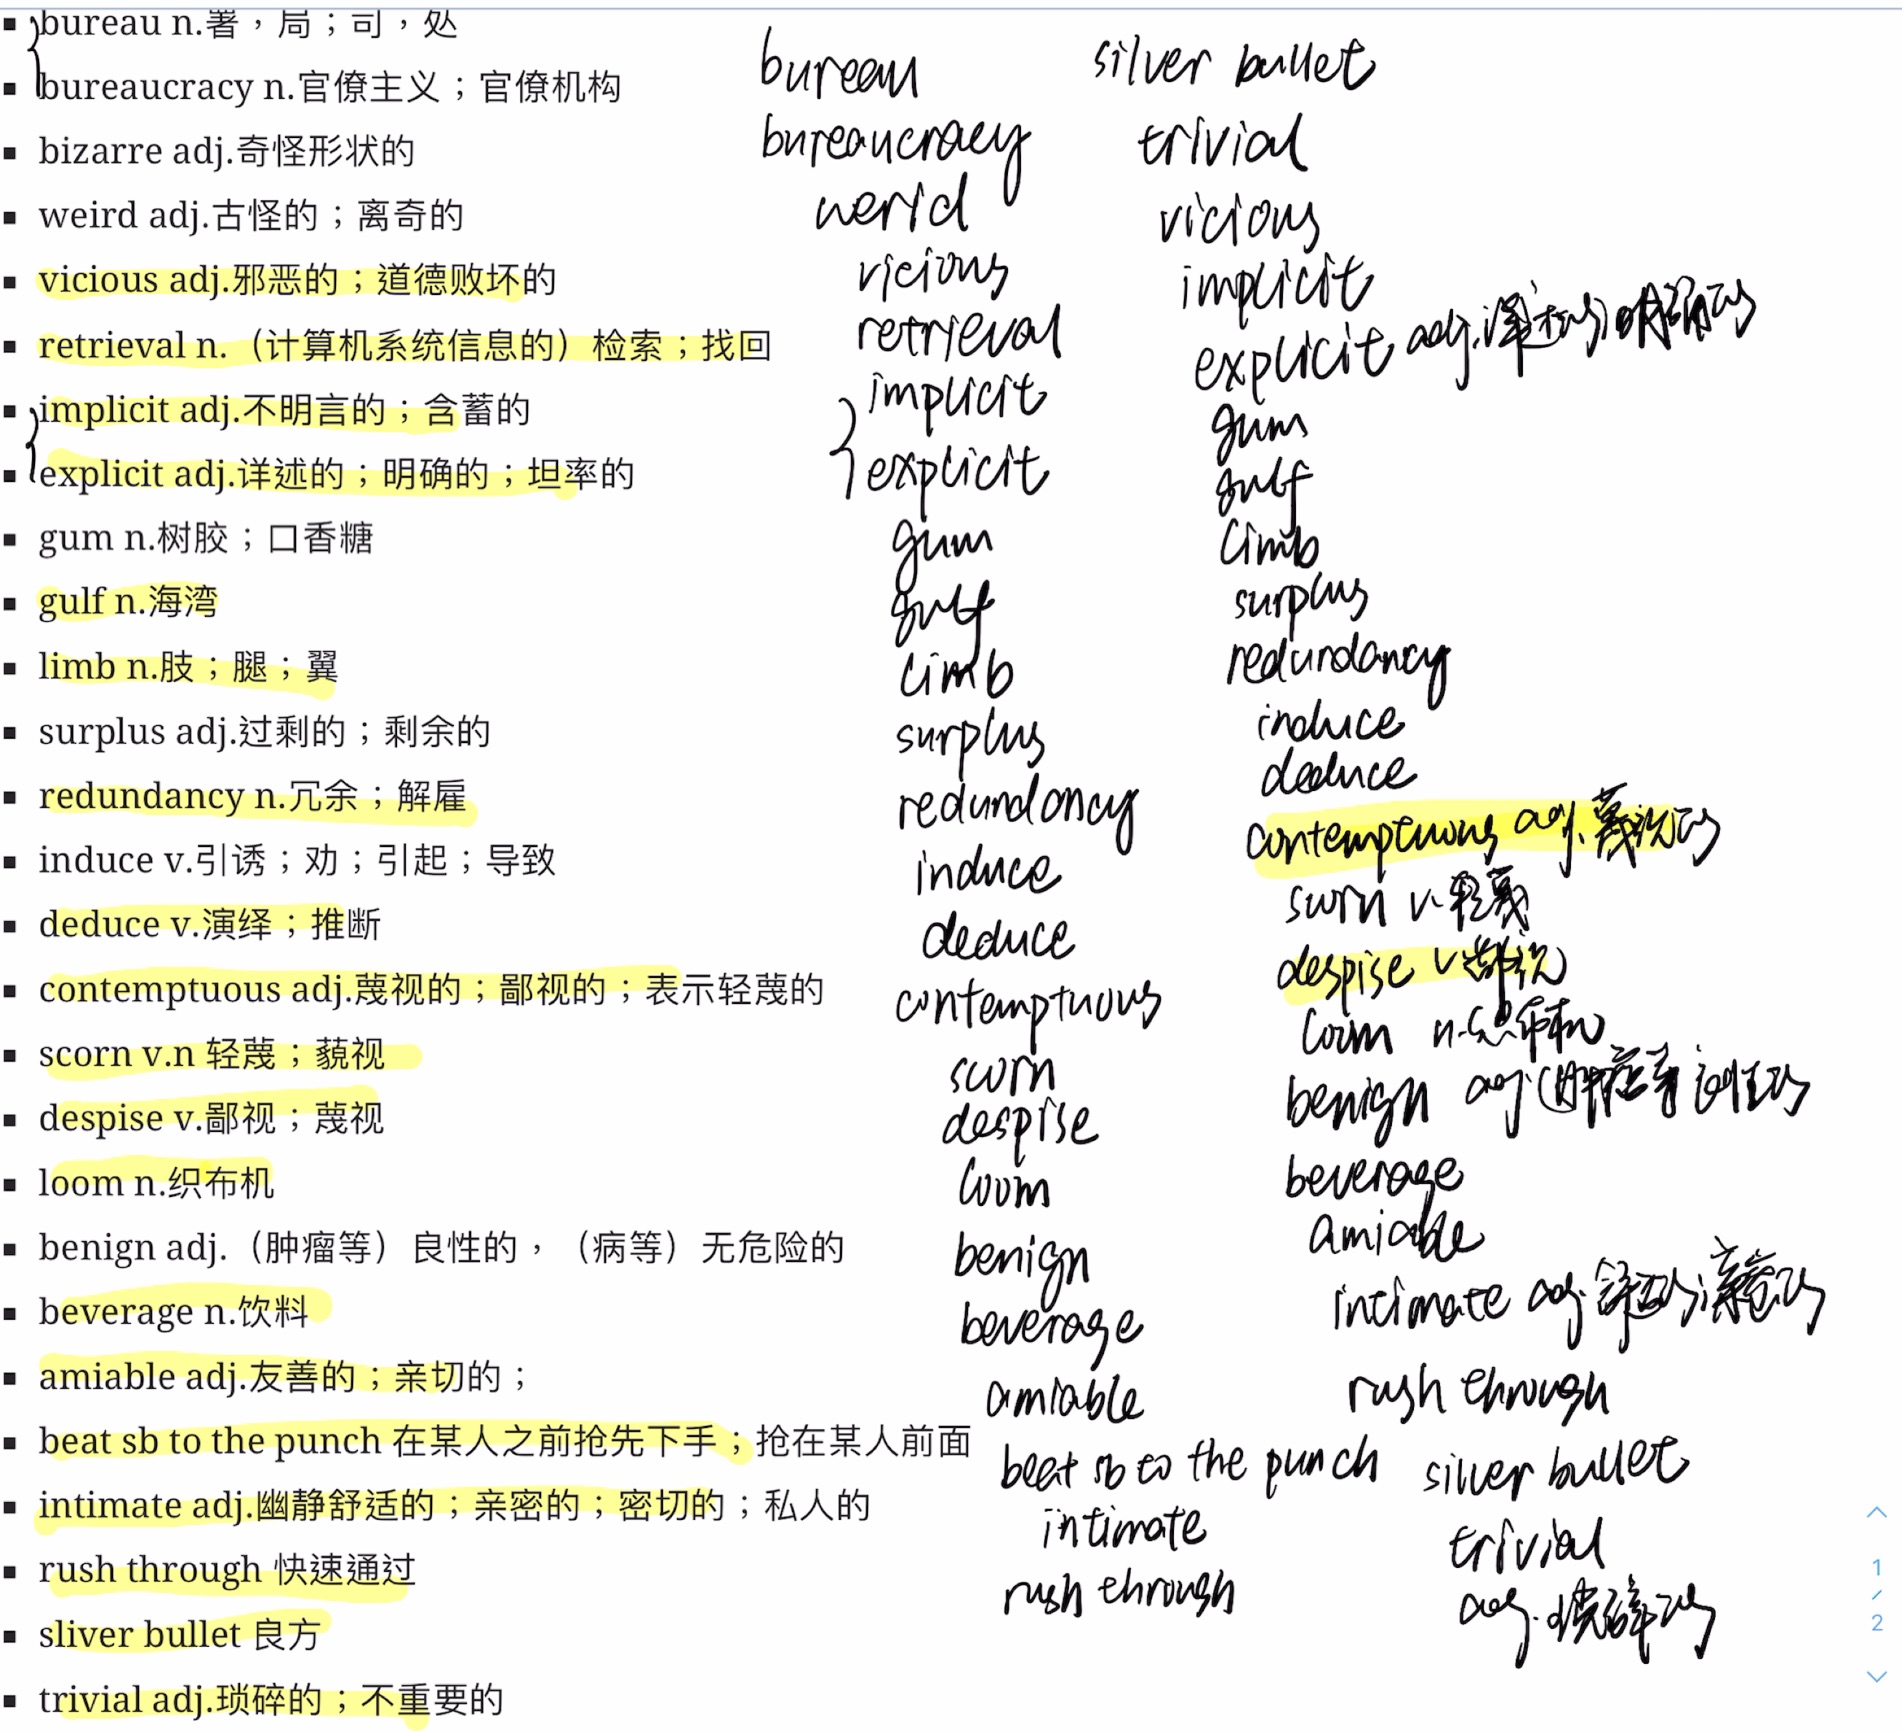 bureau n.署，局；司，处
bureaucracy n.官僚主义；官僚机构
bizarre adj.奇怪形状的
weird adj.古怪的；离奇的
vicious adj.邪恶的；道德败坏的
retrieval n.（计算机系统信息的）检索；找回
implicit adj.不明言的；含蓄的
explicit adj.详述的；明确的；坦率的
gum n.树胶；口香糖
gulf n.海湾
limb n.肢；腿；翼
surplus adj.过剩的；剩余的
redundancy n.冗余；解雇
induce v.引诱；劝；引起；导致
deduce v.演绎；推断
contemptuous adj.蔑视的；鄙视的；表示轻蔑的
scorn v.n 轻蔑；藐视
despise v.鄙视；蔑视
loom n.织布机
benign adj.（肿瘤等）良性的，（病等）无危险的
beverage n.饮料
amiable adj.友善的；亲切的；
beat sb to the punch 在某人之前抢先下手；抢在某人前面
intimate adj.幽静舒适的；亲密的；密切的；私人的
rush through 快速通过
sliver bullet 良方
trivial adj.琐碎的；不重要的
bureau
bureaucracy
werid
vicious
retrieval
implicit
explicit
gum
gulf
limb
surplus
redundancy
induce
deduce
contemptuous
scorn
despise
loom
benign
beverage
amiable
beat sb to the punch
intimate
rush through
silver bullet
trivial
vicious
implicit
explicit adj.详述的；明确的
gum
gulf
limb
surplus
redundancy
induce
deduce
contemptuous adj.蔑视的
scorn v.轻蔑
despise v.鄙视
loom n.织布机
benign adj.
beverage
amiable
intimate adj.舒适的；亲密的
rush through
silver bullet
trivial
adj.琐碎的
1
/
2